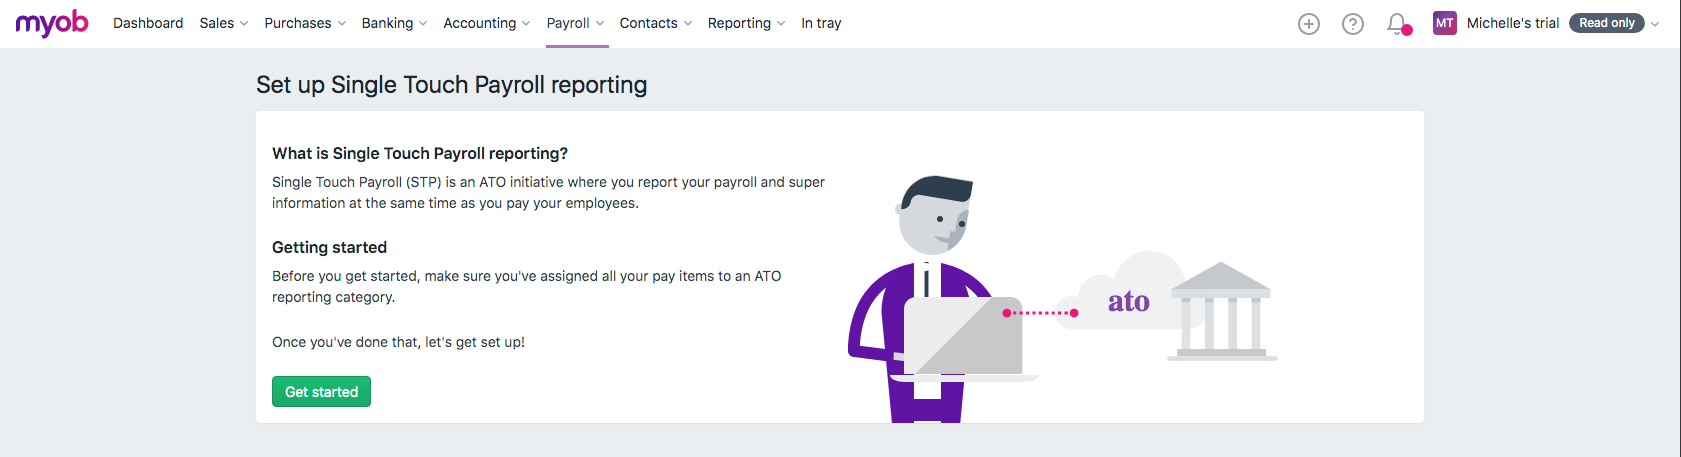 myob Dashboard Sales Purchases Banking Accounting Payroll Contacts Reporting In tray MT Michelle's trial Read only
Set up Single Touch Payroll reporting
What is Single Touch Payroll reporting?
Single Touch Payroll (STP) is an ATO initiative where you report your payroll and super
information at the same time as you pay your employees.
Getting started
Before you get started, make sure you've assigned all your pay items to an ATO
reporting category.
Once you've done that, let's get set up!
Get started
ato